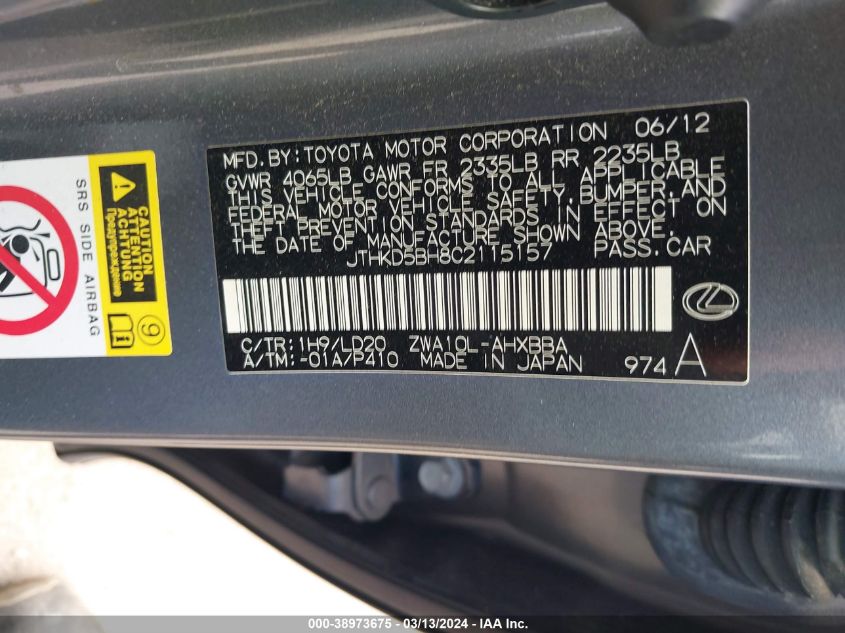 MFD.BY:TOYOTA MOTOR CORPORATION 06/12
GVWR 4065LB GAWR FR 2335LB RR 2235LB
THIS VEHICLE CONFORMS TO ALL APPLICABLE
FEDERAL MOTOR VEHICLE SAFETY,BUMPER,AND
THEFT PREVENTION STANDARDS IN EFFECT ON
THE DATE OF MANUFACTURE SHOWN ABOVE.
JTHKD5BH8C2115157 PASS.CAR
C/TR:1H9/LD20 ZWA10L-AHXBBA
A/TM:-01A/P410 MADE IN JAPAN 974 A
SRS SIDE AIRBAG
CAUTION
ATTENTION
ACHTUNG
Предупреждение
9
000-38973675 - 03/13/2024 - IAA Inc.